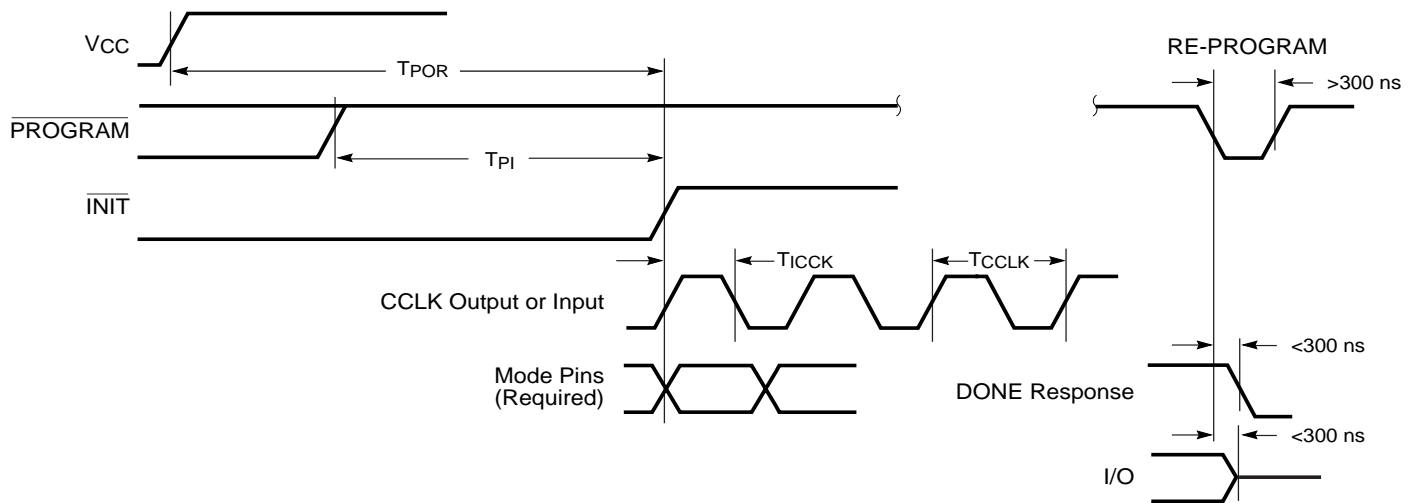 VCC
RE-PROGRAM
TPOR
>300 ns
PROGRAM
TPI
INIT
TICCK
TCCLK
CCLK Output or Input
<300 ns
Mode Pins
(Required)
DONE Response
<300 ns
I/O